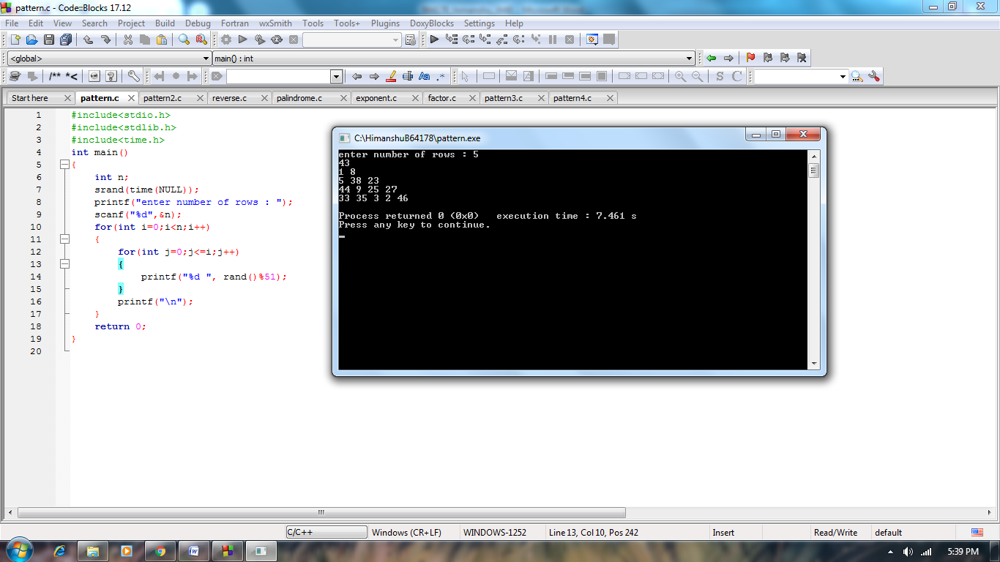 pattern.c - Code::Blocks 17.12
File Edit View Search Project Build Debug Fortran wxSmith Tools Tools+ Plugins DoxyBlocks Settings Help
<global> main() : int
/** *<
Aa .*
S C
Start here pattern.c pattern2.c reverse.c palindrome.c exponent.c factor.c pattern3.c pattern4.c
1 #include<stdio.h>
2 #include<stdlib.h>
3 #include<time.h>
4 int main()
5 {
6 int n;
7 srand(time(NULL));
8 printf("enter number of rows : ");
9 scanf("%d",&n);
10 for(int i=0;i<n;i++)
11 {
12 for(int j=0;j<=i;j++)
13 {
14 printf("%d ", rand()%51);
15 }
16 printf("\n");
17 }
18 return 0;
19 }
20
C:\HimanshuB64178\pattern.exe
enter number of rows : 5
43
1 8
5 38 23
44 9 25 27
33 35 3 2 46
Process returned 0 (0x0)   execution time : 7.461 s
Press any key to continue.
C/C++ Windows (CR+LF) WINDOWS-1252 Line 13, Col 10, Pos 242 Insert Read/Write default
5:39 PM